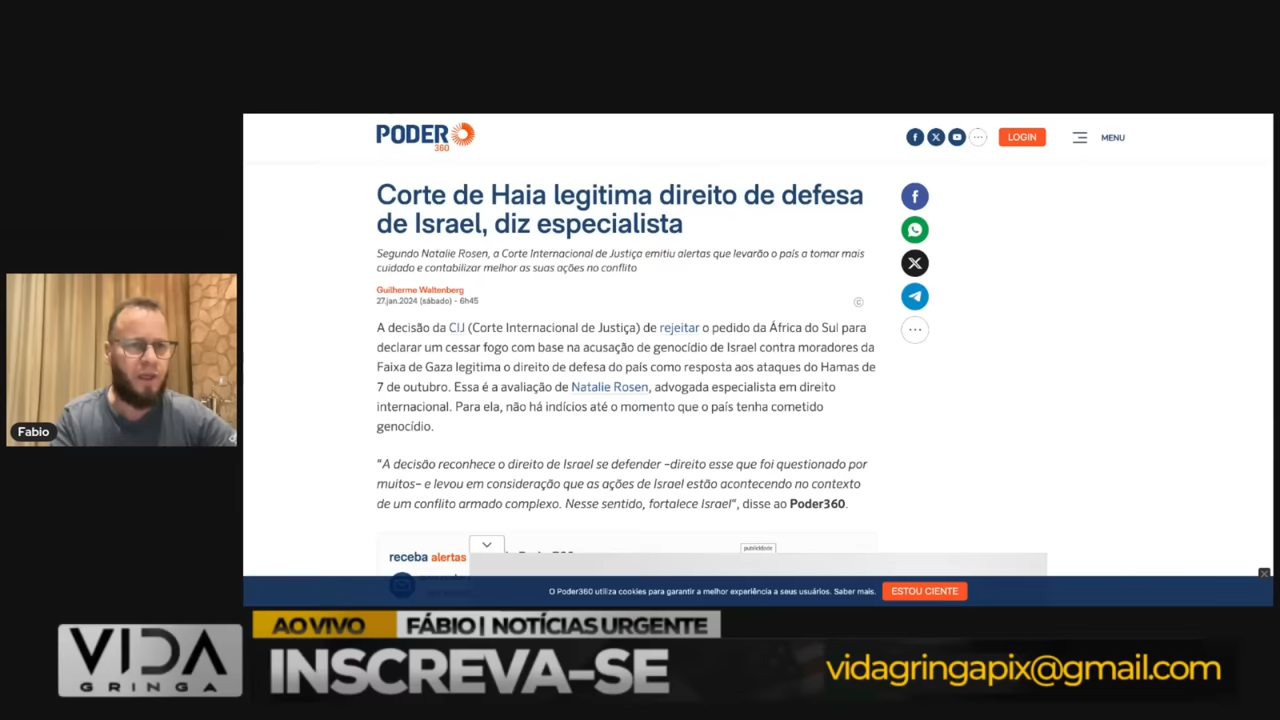 PODER
360
LOGIN
MENU
Corte de Haia legitima direito de defesa
de Israel, diz especialista
Segundo Natalie Rosen, a Corte Internacional de Justiça emitiu alertas que levarão o país a tomar mais
cuidado e contabilizar melhor as suas ações no conflito
Guilherme Waltenberg
27.jan.2024 (sábado) - 6h45
A decisão da CIJ (Corte Internacional de Justiça) de rejeitar o pedido da África do Sul para
declarar um cessar fogo com base na acusação de genocídio de Israel contra moradores da
Faixa de Gaza legitima o direito de defesa do país como resposta aos ataques do Hamas de
7 de outubro. Essa é a avaliação de Natalie Rosen, advogada especialista em direito
internacional. Para ela, não há indícios até o momento que o país tenha cometido
genocídio.
"A decisão reconhece o direito de Israel se defender –direito esse que foi questionado por
muitos– e levou em consideração que as ações de Israel estão acontecendo no contexto
de um conflito armado complexo. Nesse sentido, fortalece Israel", disse ao Poder360.
receba alertas
publicidade
O Poder360 utiliza cookies para garantir a melhor experiência a seus usuários. Saber mais.
ESTOU CIENTE
Fabio
AO VIVO
FÁBIO | NOTÍCIAS URGENTE
VIDA
GRINGA
INSCREVA-SE
vidagringapix@gmail.com